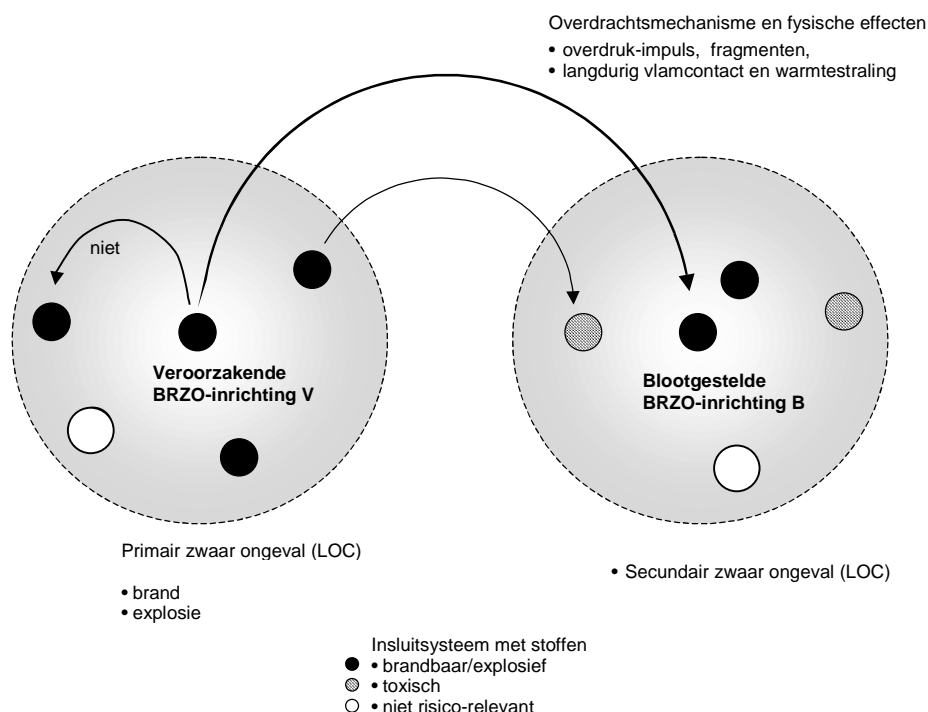 Overdrachtsmechanisme en fysische effecten
• overdruk-impuls, fragmenten,
• langdurig vlamcontact en warmtestraling
niet
Veroorzakende
BRZO-inrichting V
Blootgestelde
BRZO-inrichting B
Primair zwaar ongeval (LOC)
• brand
• explosie
• Secundair zwaar ongeval (LOC)
Insluitsysteem met stoffen
• brandbaar/explosief
• toxisch
• niet risico-relevant